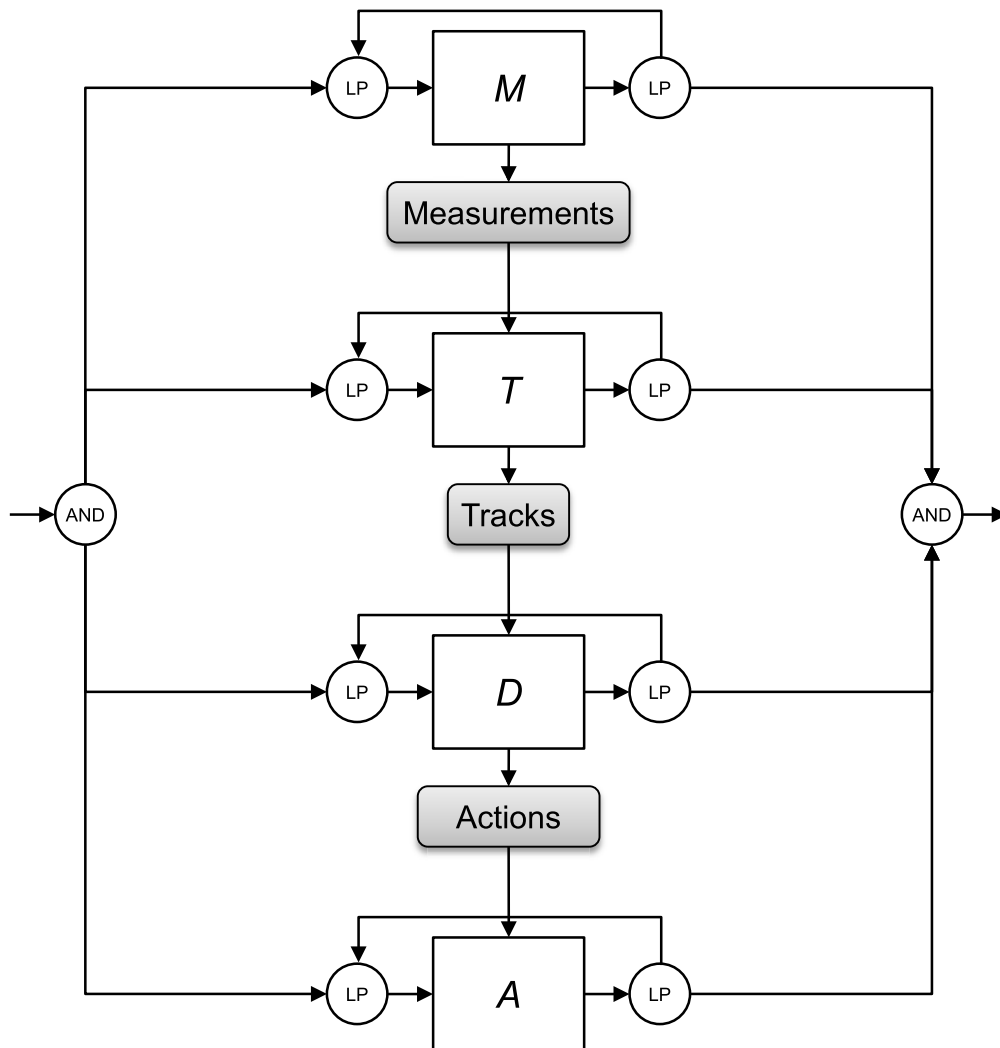 LP
M
LP
Measurements
LP
T
LP
AND
Tracks
AND
LP
D
LP
Actions
LP
A
LP